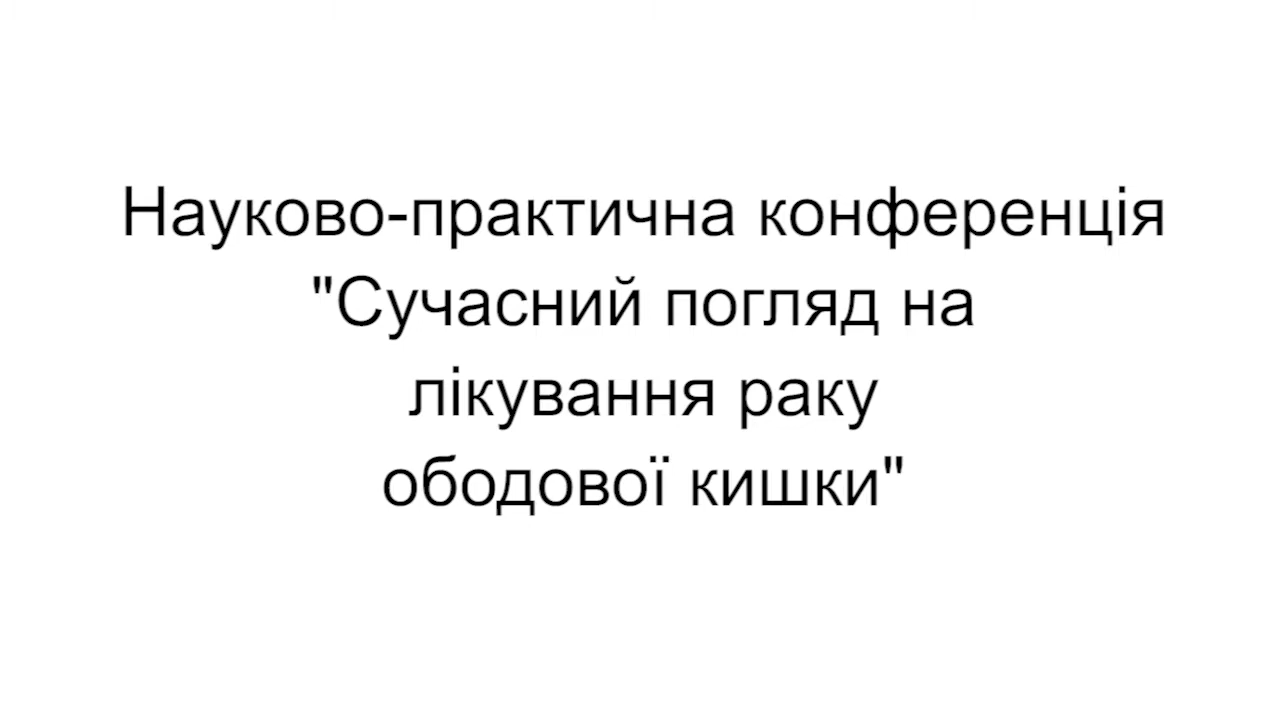 Науково-практична конференція
"Сучасний погляд на
лікування раку
ободової кишки"